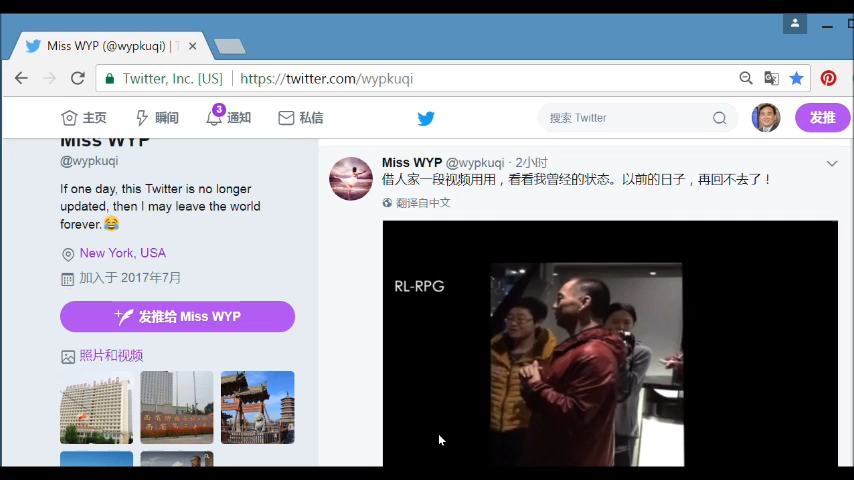 Miss WYP (@wypkuqi) | T
Twitter, Inc. [US]
https://twitter.com/wypkuqi
主页
瞬间
3
通知
私信
搜索 Twitter
发推
Miss WYP
@wypkuqi
If one day, this Twitter is no longer
updated, then I may leave the world
forever.😂
New York, USA
加入于 2017年7月
发推给 Miss WYP
照片和视频
Miss WYP @wypkuqi · 2小时
借人家一段视频用用，看看我曾经的状态。以前的日子，再回不去了！
翻译自中文
RL-RPG